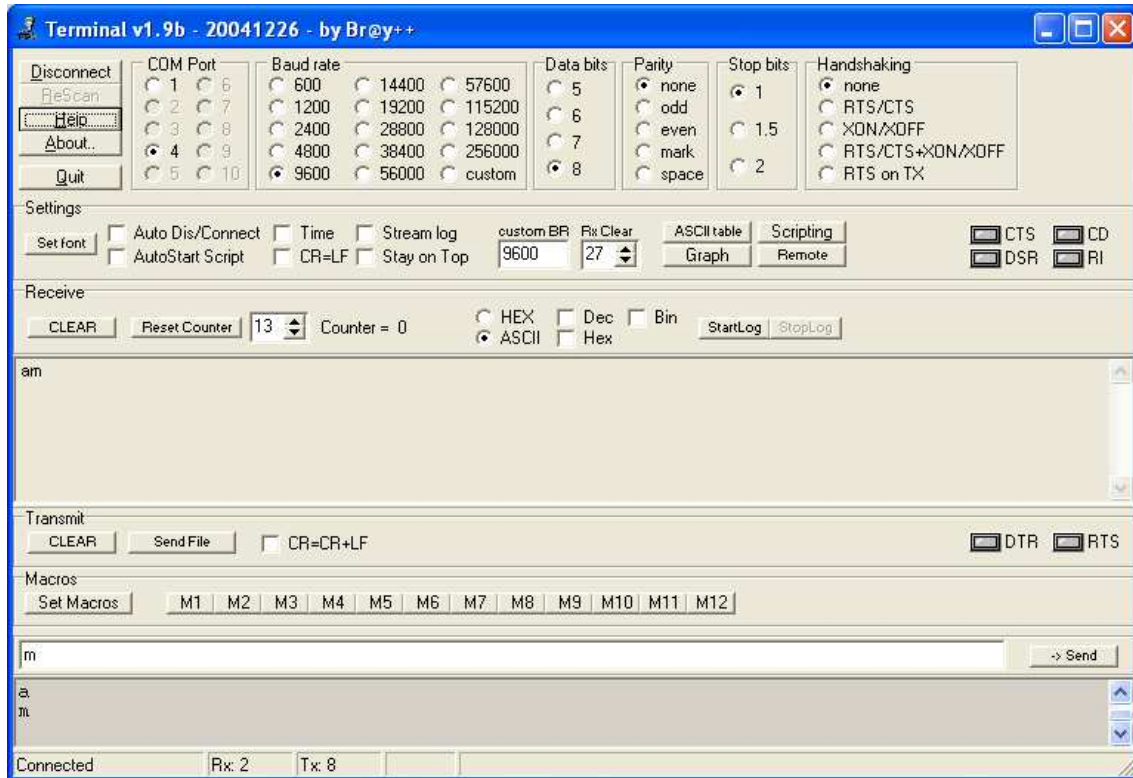 Terminal v1.9b - 20041226 - by Br@y++
Disconnect
ReScan
Help
About..
Quit
COM Port
1 6
2 7
3 8
4 9
5 10
Baud rate
600 14400 57600
1200 19200 115200
2400 28800 128000
4800 38400 256000
9600 56000 custom
Data bits
5
6
7
8
Parity
none
odd
even
mark
space
Stop bits
1
1.5
2
Handshaking
none
RTS/CTS
XON/XOFF
RTS/CTS+XON/XOFF
RTS on TX
Settings
Set font
Auto Dis/Connect Time Stream log
AutoStart Script CR=LF Stay on Top
custom BR Rx Clear
9600 27
ASCII table Scripting
Graph Remote
CTS CD
DSR RI
Receive
CLEAR Reset Counter 13 Counter = 0
HEX Dec Bin
ASCII Hex
StartLog StopLog
am
Transmit
CLEAR Send File CR=CR+LF DTR RTS
Macros
Set Macros M1 M2 M3 M4 M5 M6 M7 M8 M9 M10 M11 M12
m -> Send
a
m
Connected Rx: 2 Tx: 8